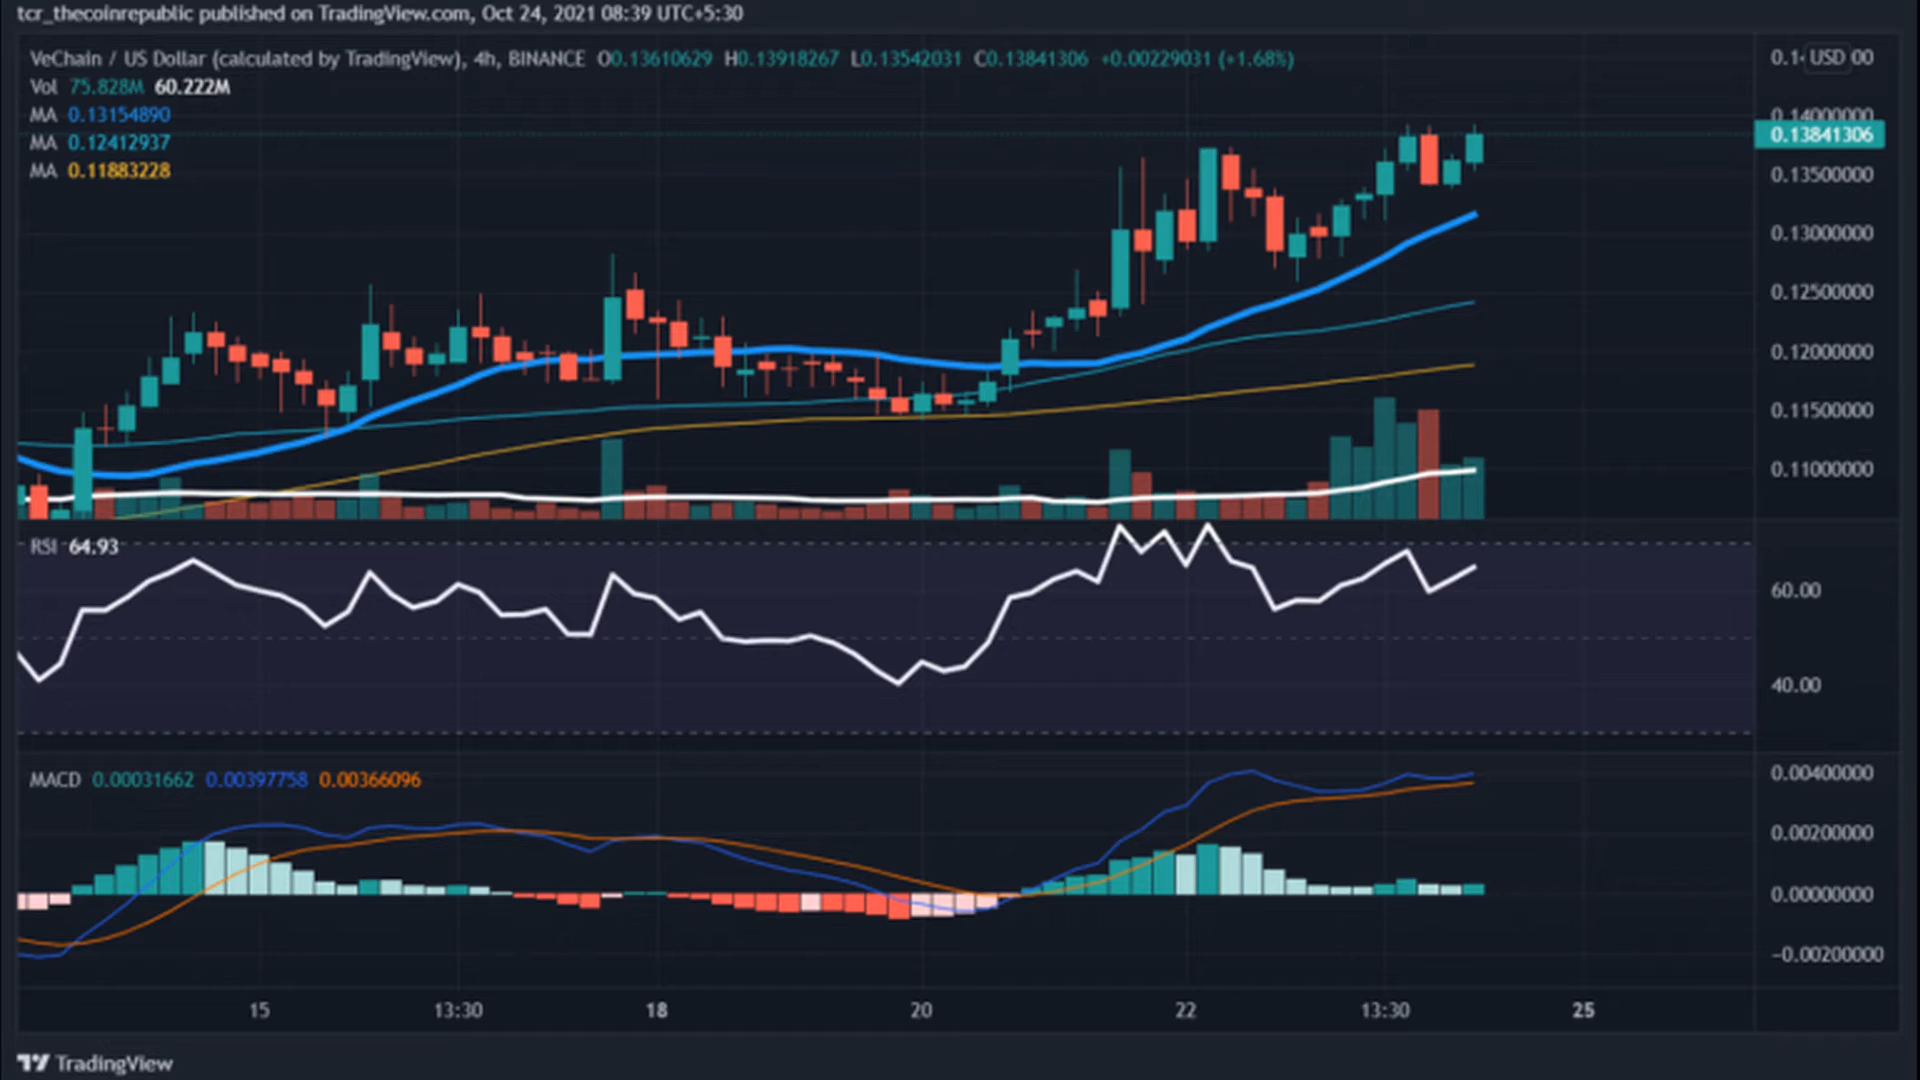 tcr_thecoinrepublic published on TradingView.com, Oct 24, 2021 08:39 UTC+5:30
VeChain / US Dollar (calculated by TradingView), 4h, BINANCE O0.13610629 H0.13918267 L0.13542031 C0.13841306 +0.00229031 (+1.68%)
USD
Vol 75.828M 60.222M
MA 0.13154890
MA 0.12412937
MA 0.11883228
0.14000000
0.13841306
0.13500000
0.13000000
0.12500000
0.12000000
0.11500000
0.11000000
RSI 64.93
60.00
40.00
MACD 0.00031662 0.00397758 0.00366096
0.00400000
0.00200000
0.00000000
−0.00200000
15 13:30 18 20 22 13:30 25
TradingView